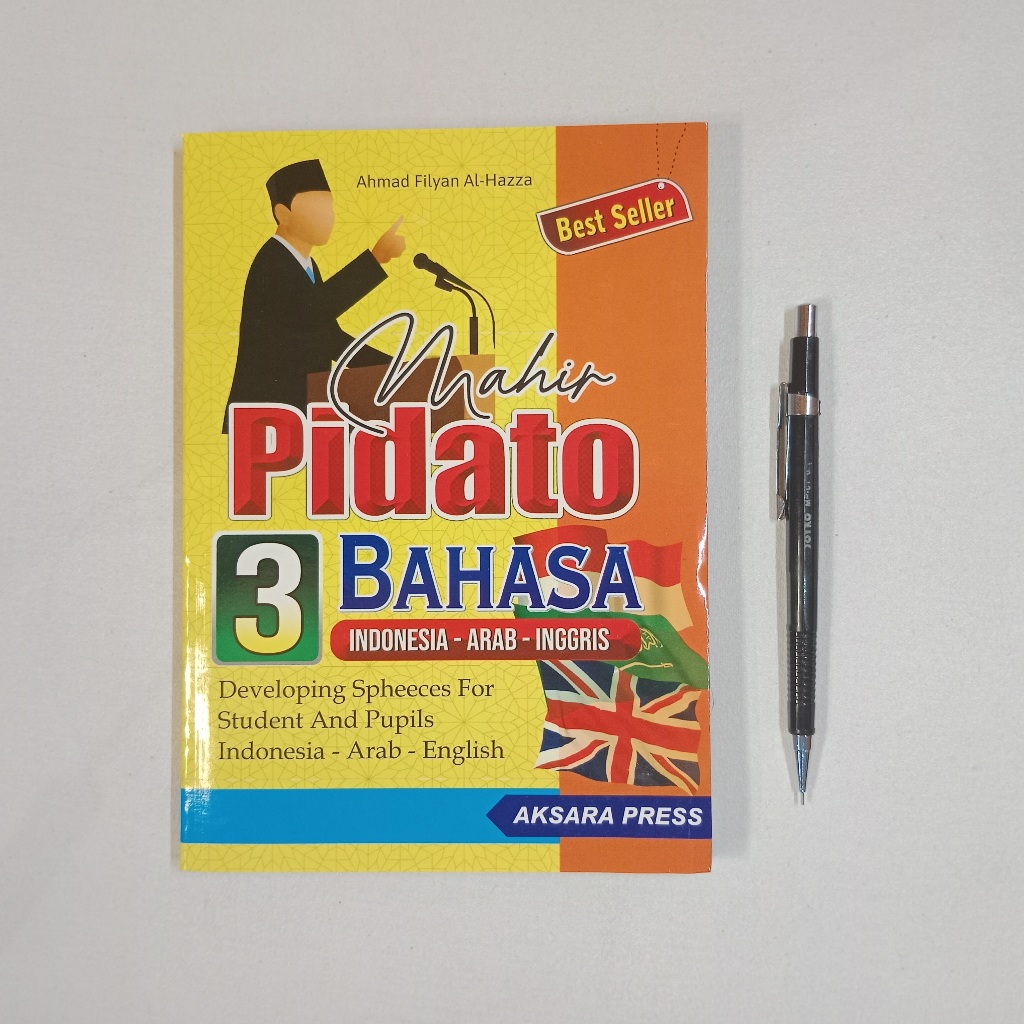 Ahmad Filyan Al-Hazza
Best Seller
Mahir
Pidato
3 BAHASA
INDONESIA - ARAB - INGGRIS
Developing Spheeces For
Student And Pupils
Indonesia - Arab - English
AKSARA PRESS